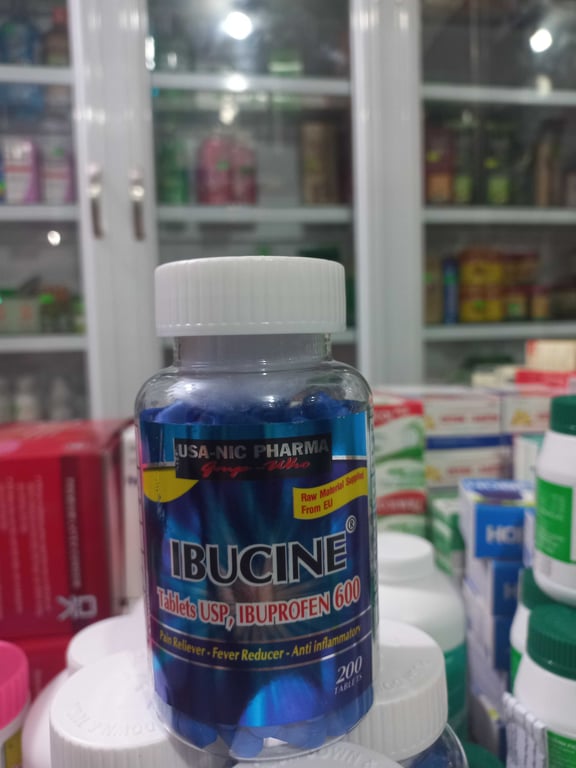 USA-NIC PHARMA
Raw Material Supplied
From EU
IBUCINE®
Tablets USP, IBUPROFEN 600
Pain Reliever - Fever Reducer - Anti inflammatory
200
TABLETS